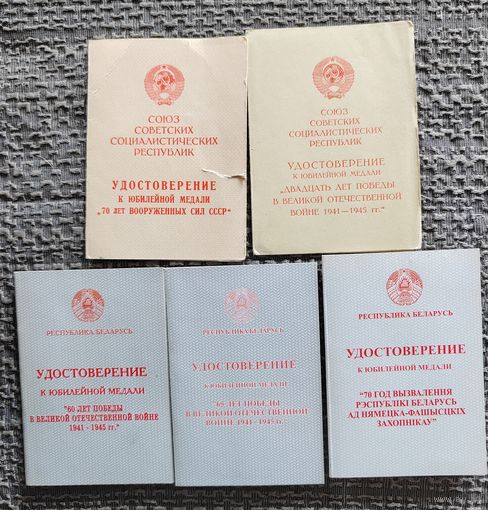 СОЮЗ
СОВЕТСКИХ
СОЦИАЛИСТИЧЕСКИХ
РЕСПУБЛИК
УДОСТОВЕРЕНИЕ
К ЮБИЛЕЙНОЙ МЕДАЛИ
„70 ЛЕТ ВООРУЖЕННЫХ СИЛ СССР“
СОЮЗ
СОВЕТСКИХ
СОЦИАЛИСТИЧЕСКИХ
РЕСПУБЛИК
УДОСТОВЕРЕНИЕ
К ЮБИЛЕЙНОЙ МЕДАЛИ
„ДВАДЦАТЬ ЛЕТ ПОБЕДЫ
В ВЕЛИКОЙ ОТЕЧЕСТВЕННОЙ
ВОЙНЕ 1941—1945 гг.“
РЕСПУБЛИКА БЕЛАРУСЬ
УДОСТОВЕРЕНИЕ
К ЮБИЛЕЙНОЙ МЕДАЛИ
"60 ЛЕТ ПОБЕДЫ
В ВЕЛИКОЙ ОТЕЧЕСТВЕННОЙ ВОЙНЕ
1941 - 1945 гг."
РЕСПУБЛИКА БЕЛАРУСЬ
УДОСТОВЕРЕНИЕ
К ЮБИЛЕЙНОЙ МЕДАЛИ
"65 ЛЕТ ПОБЕДЫ
В ВЕЛИКОЙ ОТЕЧЕСТВЕННОЙ
ВОЙНЕ 1941-1945 гг."
РЕСПУБЛИКА БЕЛАРУСЬ
УДОСТОВЕРЕНИЕ
К ЮБИЛЕЙНОЙ МЕДАЛИ
"70 ГОД ВЫЗВАЛЕННЯ
РЭСПУБЛІКІ БЕЛАРУСЬ
АД НЯМЕЦКА-ФАШЫСЦКІХ
ЗАХОПНІКАЎ"